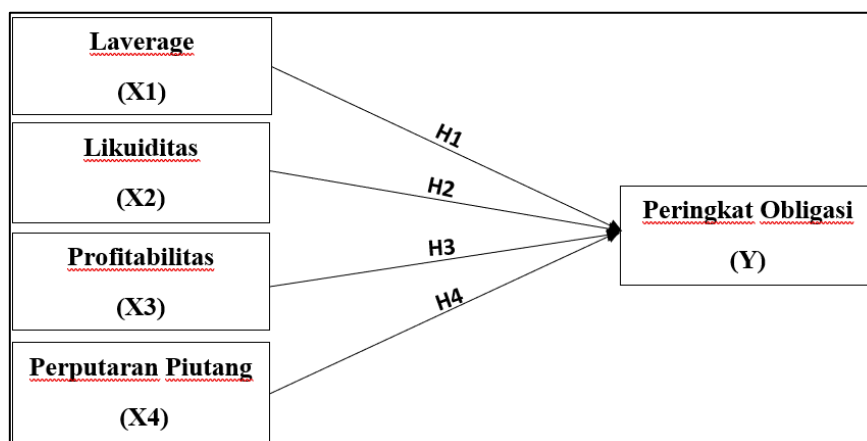 Laverage
(X1)
H1
Likuiditas
(X2)
H2
Profitabilitas
(X3)
H3
Perputaran Piutang
(X4)
H4
Peringkat Obligasi
(Y)